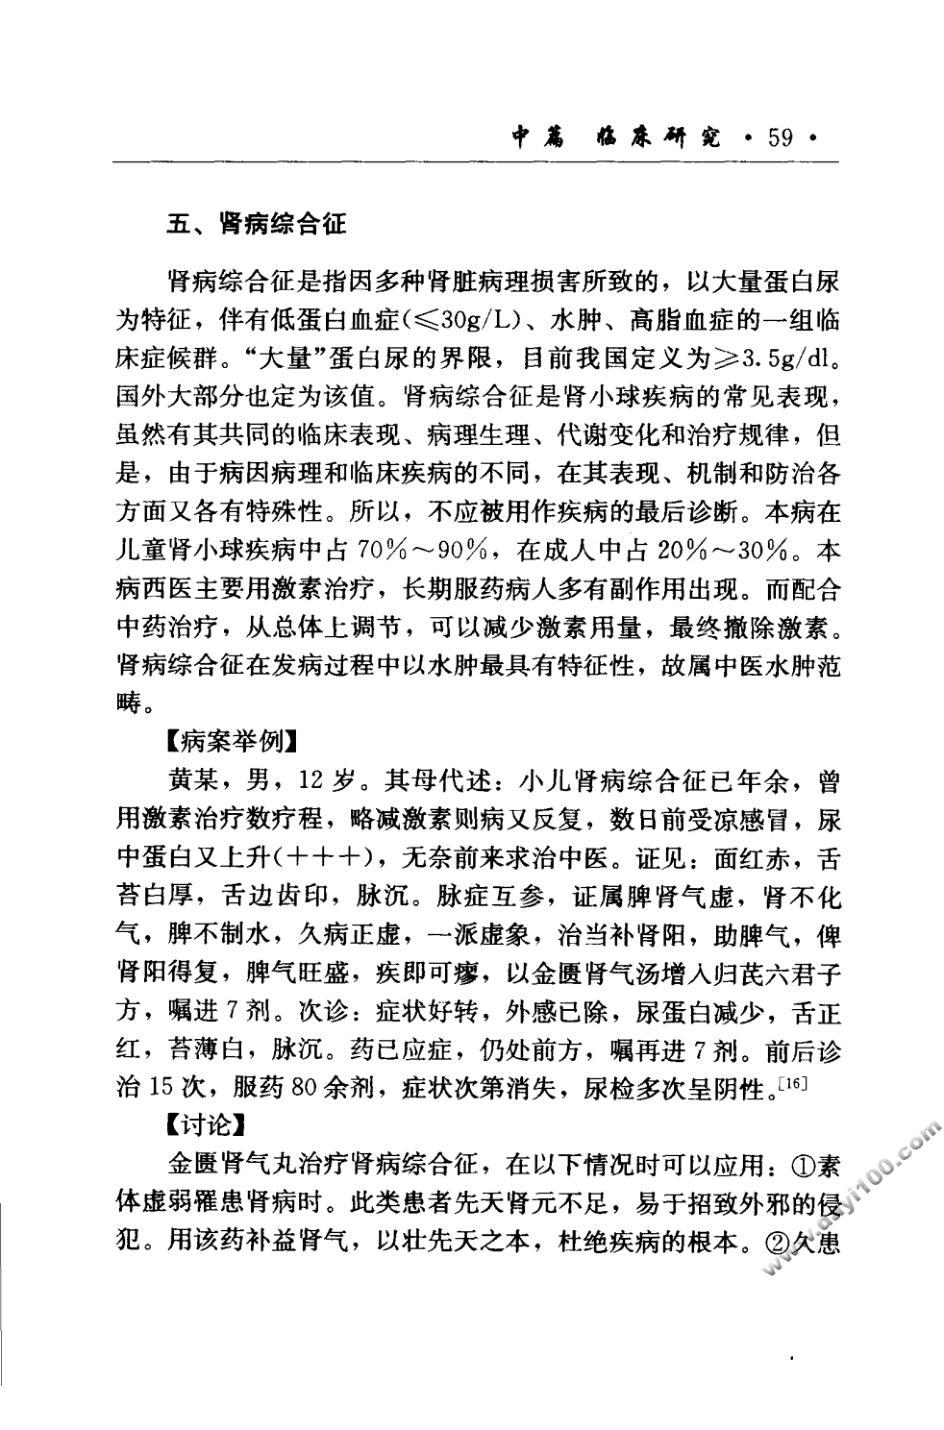 中篇 临床研究 · 59 ·
五、肾病综合征
肾病综合征是指因多种肾脏病理损害所致的，以大量蛋白尿
为特征，伴有低蛋白血症(≤30g/L)、水肿、高脂血症的一组临
床症候群。“大量”蛋白尿的界限，目前我国定义为≥3.5g/dl。
国外大部分也定为该值。肾病综合征是肾小球疾病的常见表现，
虽然有其共同的临床表现、病理生理、代谢变化和治疗规律，但
是，由于病因病理和临床疾病的不同，在其表现、机制和防治各
方面又各有特殊性。所以，不应被用作疾病的最后诊断。本病在
儿童肾小球疾病中占 70%～90%，在成人中占 20%～30%。本
病西医主要用激素治疗，长期服药病人多有副作用出现。而配合
中药治疗，从总体上调节，可以减少激素用量，最终撤除激素。
肾病综合征在发病过程中以水肿最具有特征性，故属中医水肿范
畴。
【病案举例】
黄某，男，12 岁。其母代述：小儿肾病综合征已年余，曾
用激素治疗数疗程，略减激素则病又反复，数日前受凉感冒，尿
中蛋白又上升(+++)，无奈前来求治中医。证见：面红赤，舌
苔白厚，舌边齿印，脉沉。脉症互参，证属脾肾气虚，肾不化
气，脾不制水，久病正虚，一派虚象，治当补肾阳，助脾气，俾
肾阳得复，脾气旺盛，疾即可瘳，以金匮肾气汤增入归芪六君子
方，嘱进 7 剂。次诊：症状好转，外感已除，尿蛋白减少，舌正
红，苔薄白，脉沉。药已应症，仍处前方，嘱再进 7 剂。前后诊
治 15 次，服药 80 余剂，症状次第消失，尿检多次呈阴性。[16]
【讨论】
金匮肾气丸治疗肾病综合征，在以下情况时可以应用：①素
体虚弱罹患肾病时。此类患者先天肾元不足，易于招致外邪的侵
犯。用该药补益肾气，以壮先天之本，杜绝疾病的根本。②久患
www.dayi100.com